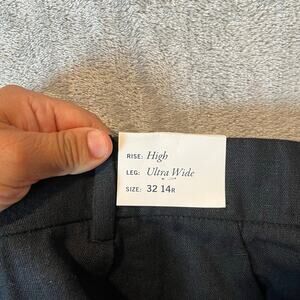 RISE: High
LEG: Ultra Wide
SIZE: 32 14R